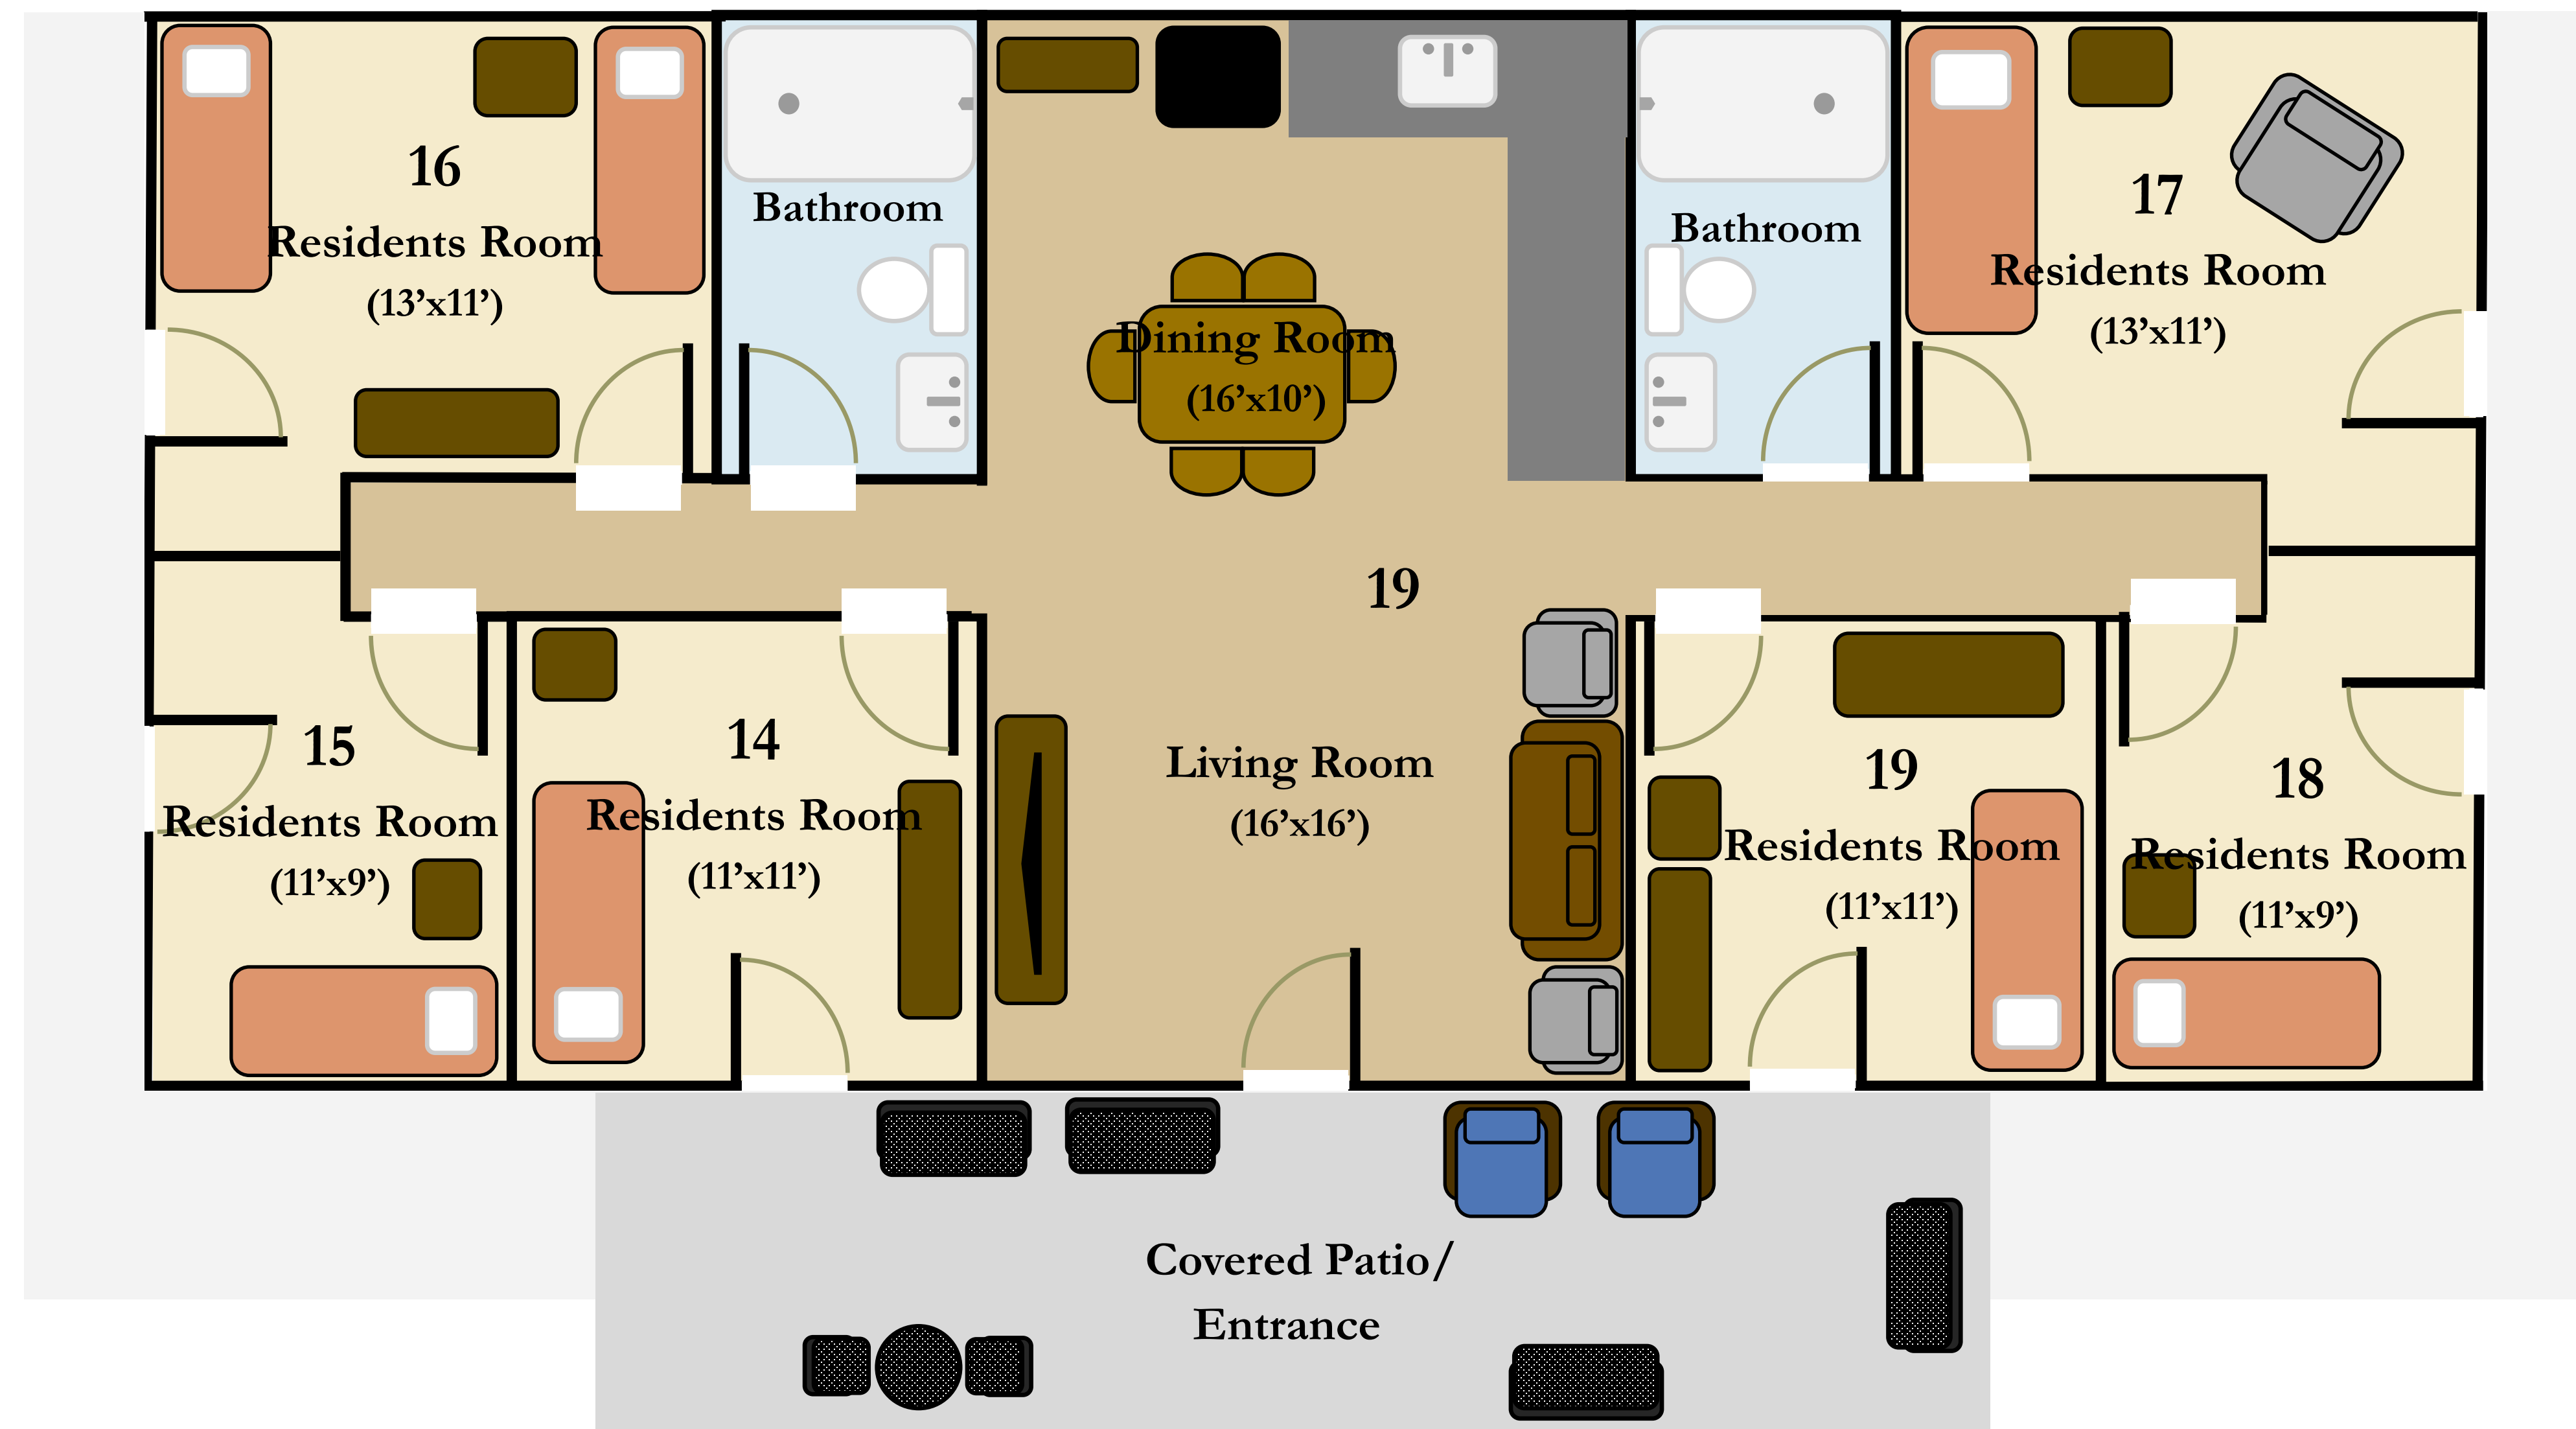 16
Residents Room
(13’x11’)
Bathroom
Dining Room
(16’x10’)
Bathroom
17
Residents Room
(13’x11’)
19
15
Residents Room
(11’x9’)
14
Residents Room
(11’x11’)
Living Room
(16’x16’)
19
Residents Room
(11’x11’)
18
Residents Room
(11’x9’)
Covered Patio/
Entrance